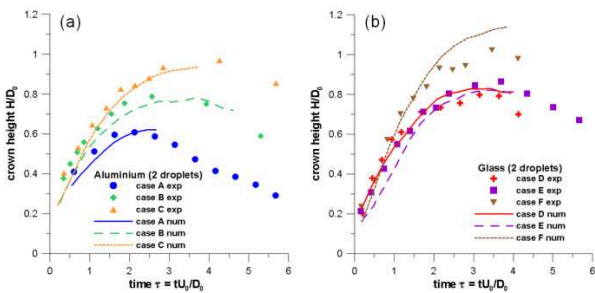 (a)
crown height H/D₀
1.2
1
0.8
0.6
0.4
0.2
0
Aluminium (2 droplets)
case A exp
case B exp
case C exp
case A num
case B num
case C num
0 1 2 3 4 5 6
time τ = tU₀/D₀
(b)
crown height H/D₀
1.2
1
0.8
0.6
0.4
0.2
0
Glass (2 droplets)
case D exp
case E exp
case F exp
case D num
case E num
case F num
0 1 2 3 4 5 6
time τ = tU₀/D₀